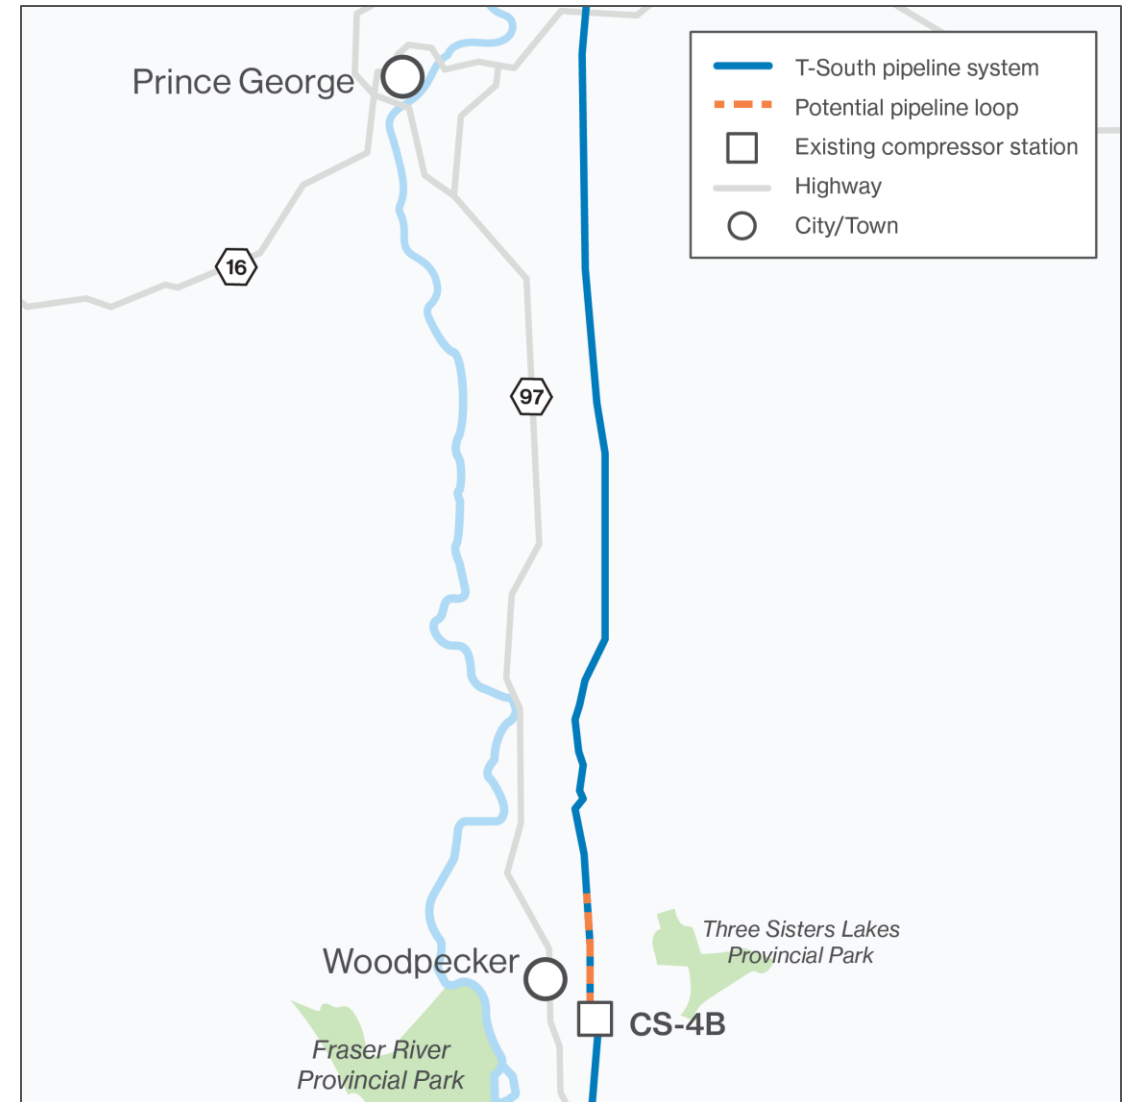 Prince George
T-South pipeline system
Potential pipeline loop
Existing compressor station
Highway
City/Town
16
97
Three Sisters Lakes
Provincial Park
Woodpecker
CS-4B
Fraser River
Provincial Park